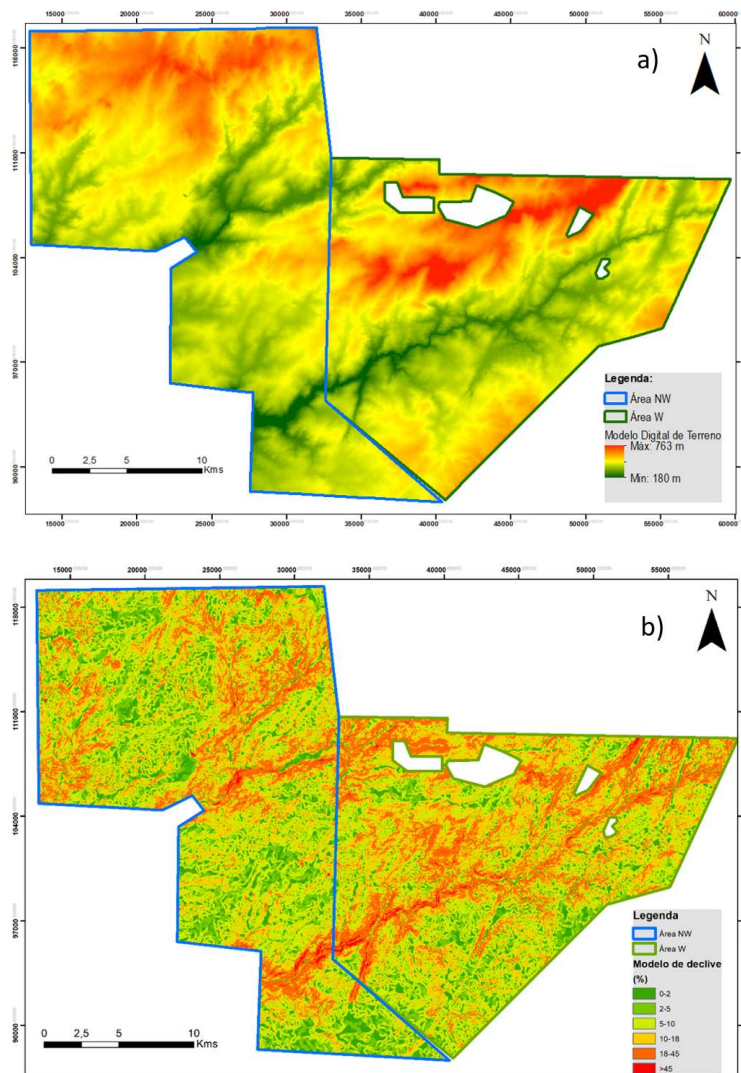 15000 20000 25000 30000 35000 40000 45000 50000 55000 60000
118000
111000
104000
97000
90000
a)
N
Legenda:
Área NW
Área W
Modelo Digital de Terreno
Máx: 763 m
Min: 180 m
0 2,5 5 10
Kms
15000 20000 25000 30000 35000 40000 45000 50000 55000 60000
15000 20000 25000 30000 35000 40000 45000 50000 55000
118000
111000
104000
97000
90000
b)
N
Legenda
Área NW
Área W
Modelo de declive
(%)
0-2
2-5
5-10
10-18
18-45
>45
0 2,5 5 10
Kms